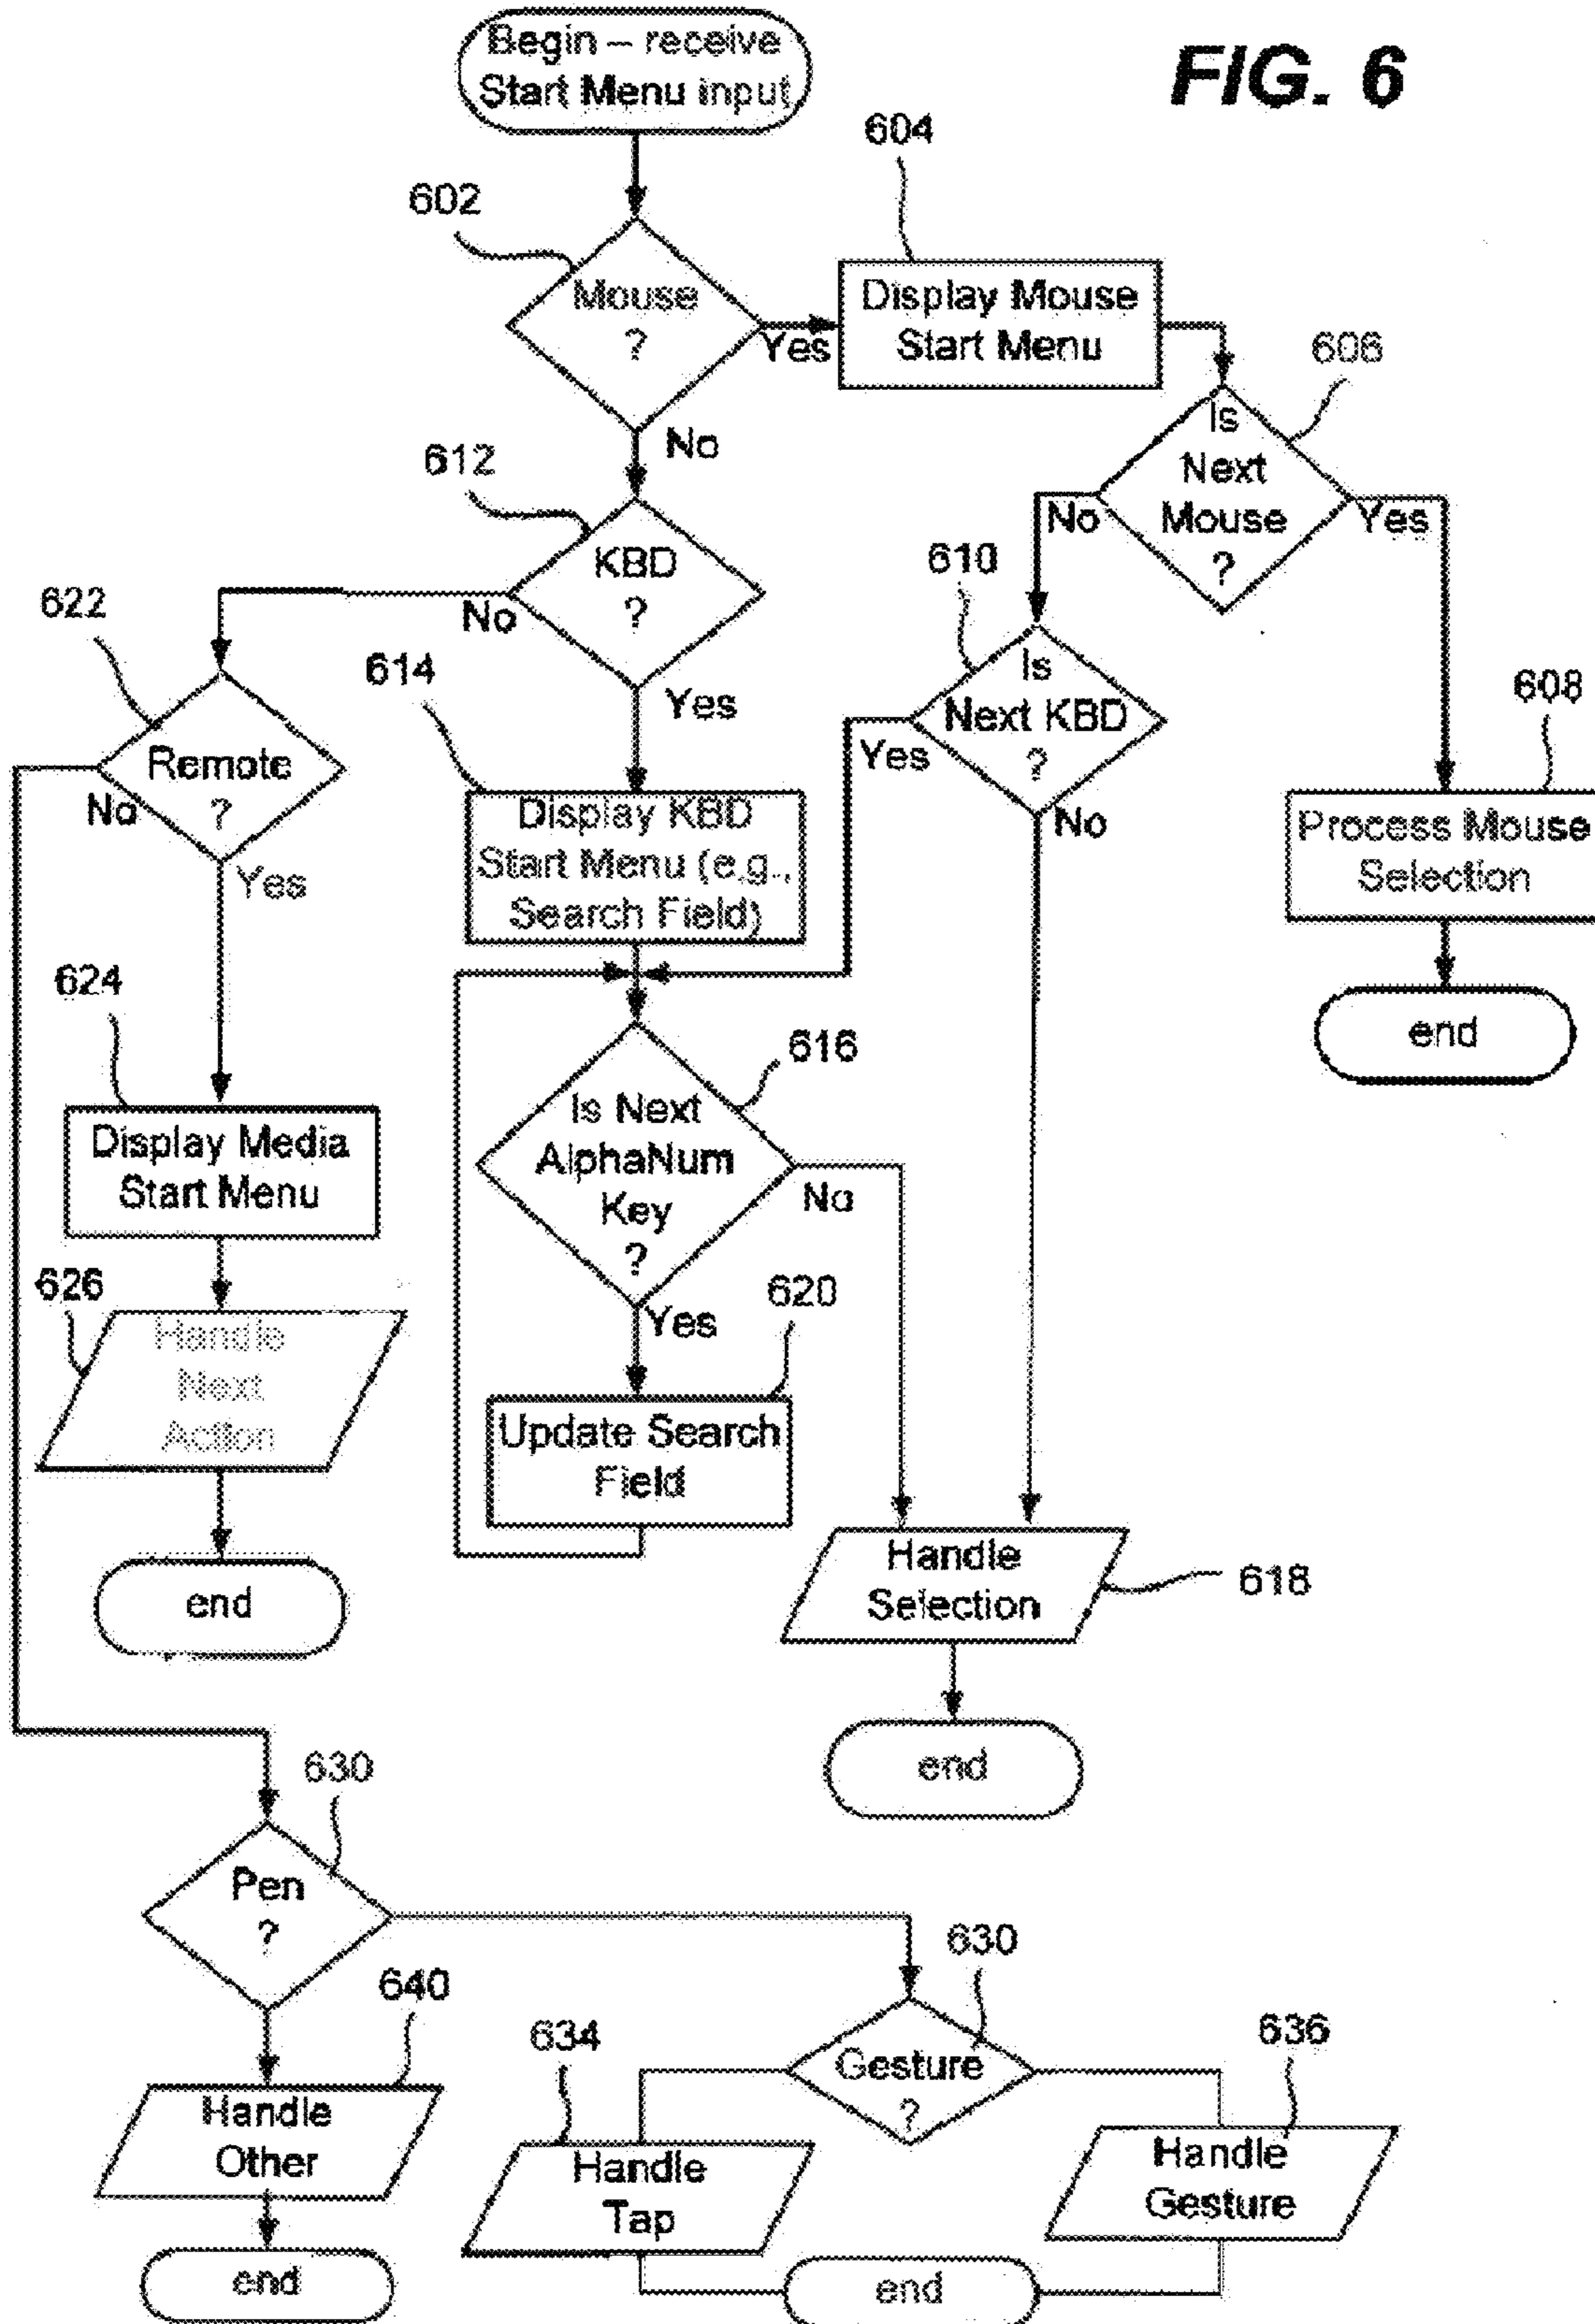 FIG. 6
Begin – receive
Start Menu input
602
Mouse
?
Yes
No
604
Display Mouse
Start Menu
606
Is
Next
Mouse
?
No
Yes
612
KBD
?
No
Yes
610
Is
Next KBD
?
Yes
No
608
Process Mouse
Selection
end
622
Remote
?
No
Yes
614
Display KBD
Start Menu (e.g.,
Search Field)
624
Display Media
Start Menu
616
Is Next
AlphaNum
Key
?
No
Yes
626
Handle
Next
Action
end
620
Update Search
Field
Handle
Selection
618
end
630
Pen
?
640
Handle
Other
end
630
Gesture
?
634
Handle
Tap
636
Handle
Gesture
end